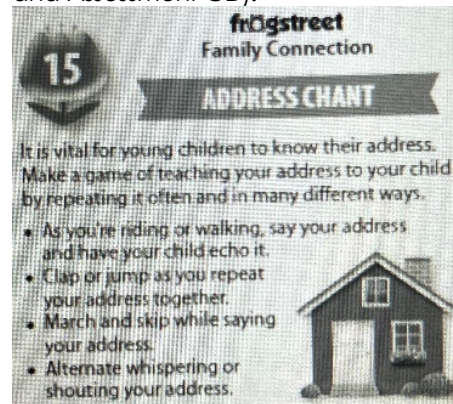 and Assessment CD).
frogstreet
Family Connection
15
ADDRESS CHANT
It is vital for young children to know their address.
Make a game of teaching your address to your child
by repeating it often and in many different ways.
• As you're riding or walking, say your address
and have your child echo it.
• Clap or jump as you repeat
your address together.
• March and skip while saying
your address.
• Alternate whispering or
shouting your address.